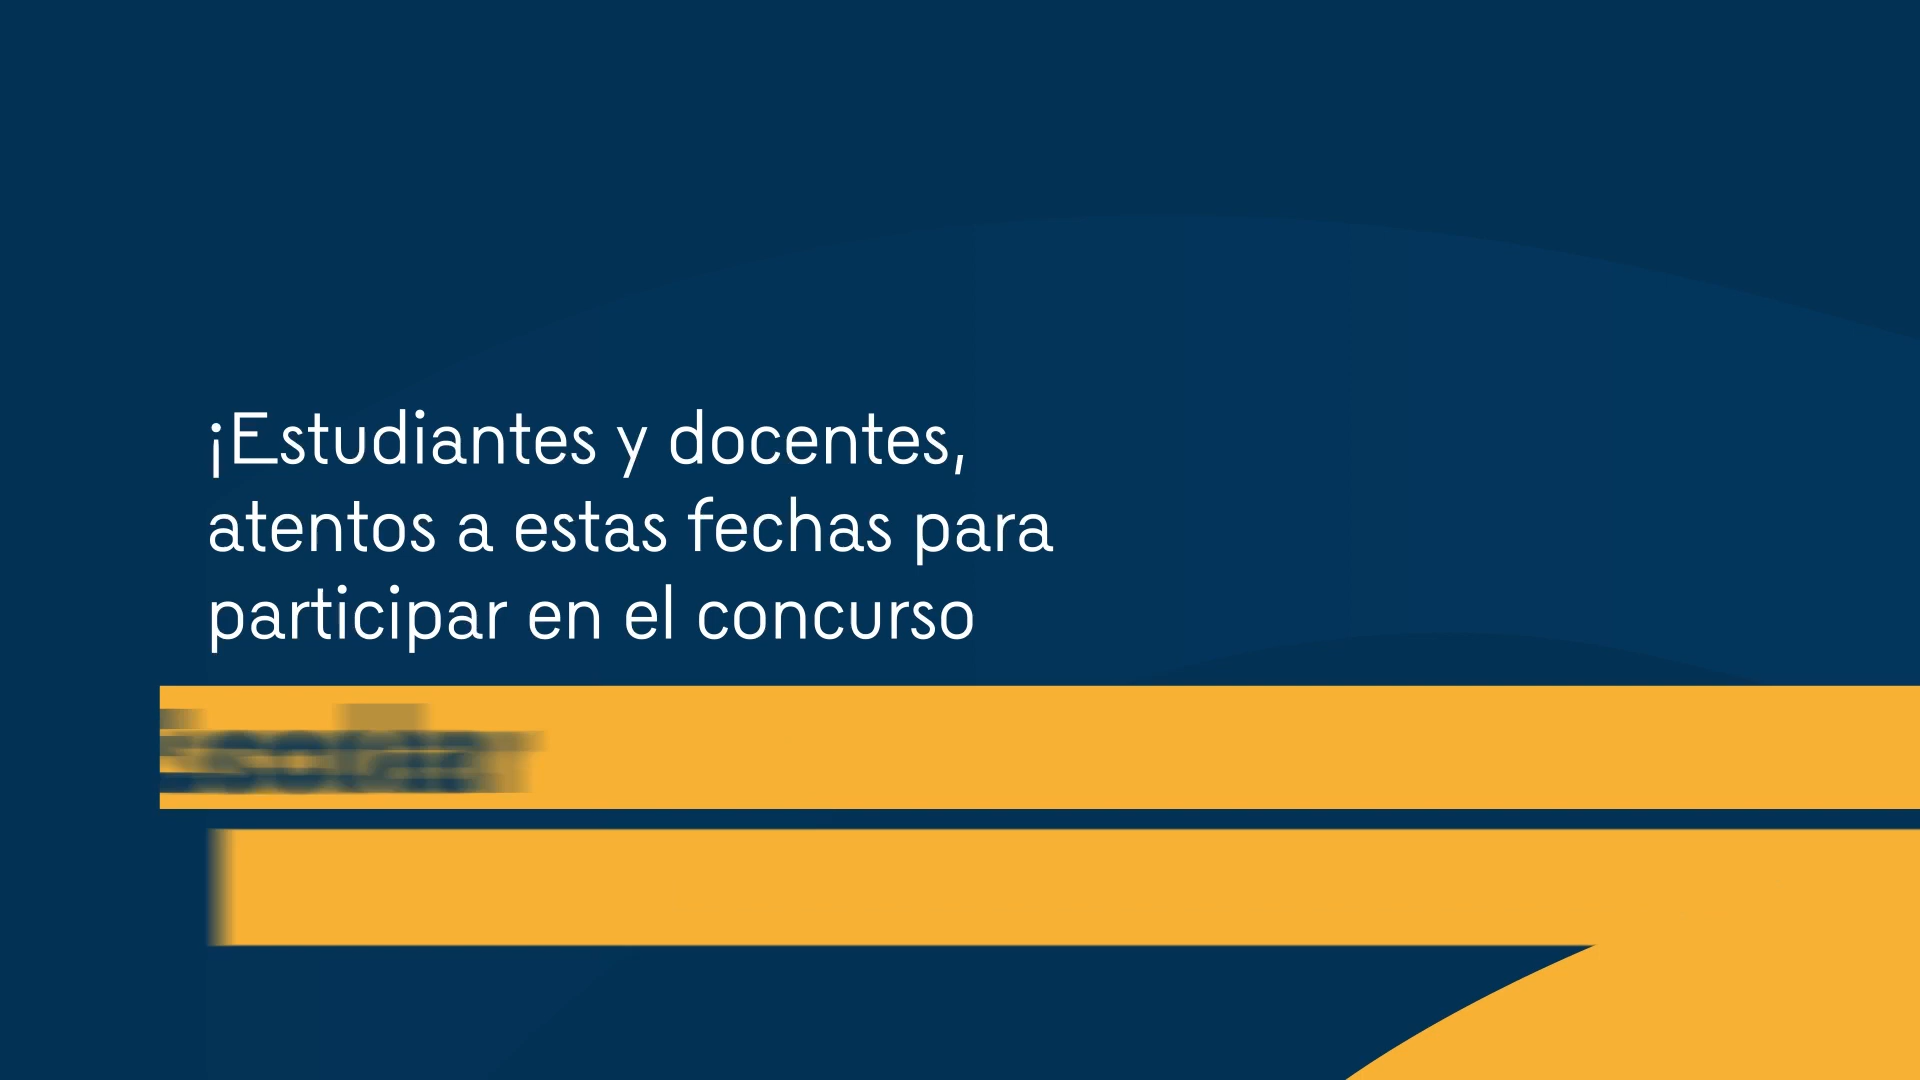 ¡Estudiantes y docentes,
atentos a estas fechas para
participar en el concurso